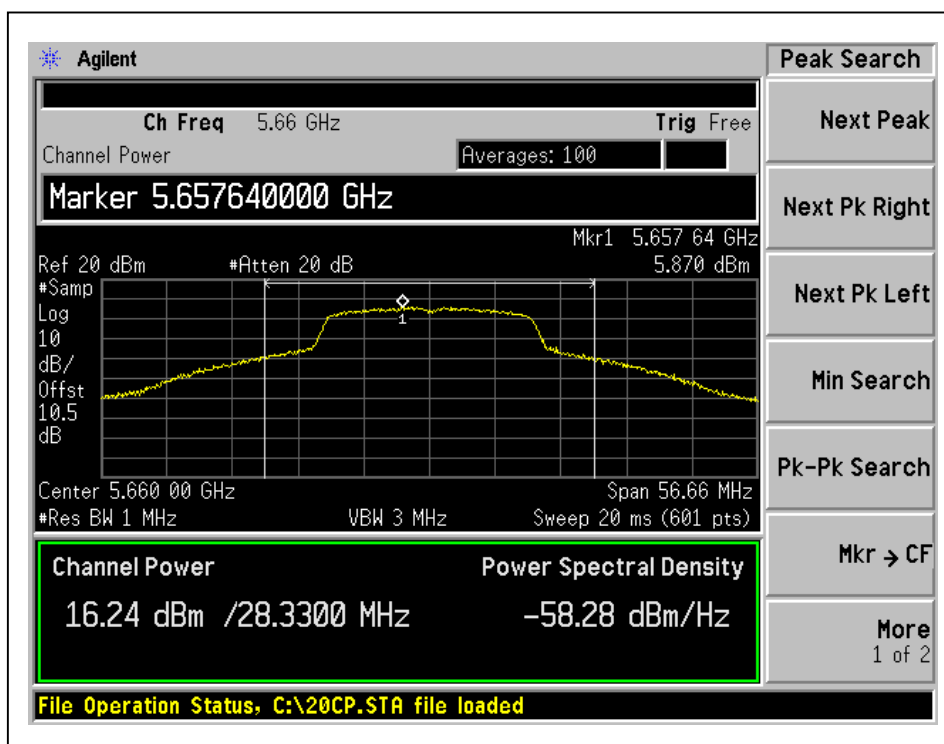 Agilent
Peak Search
Ch Freq 5.66 GHz Trig Free
Channel Power Averages: 100
Marker 5.657640000 GHz
Mkr1 5.657 64 GHz
Ref 20 dBm #Atten 20 dB 5.870 dBm
#Samp
Log
10
dB/
Offst
10.5
dB
1
Center 5.660 00 GHz Span 56.66 MHz
#Res BW 1 MHz VBW 3 MHz Sweep 20 ms (601 pts)
Channel Power Power Spectral Density
16.24 dBm /28.3300 MHz -58.28 dBm/Hz
File Operation Status, C:\20CP.STA file loaded
Next Peak
Next Pk Right
Next Pk Left
Min Search
Pk-Pk Search
Mkr → CF
More
1 of 2